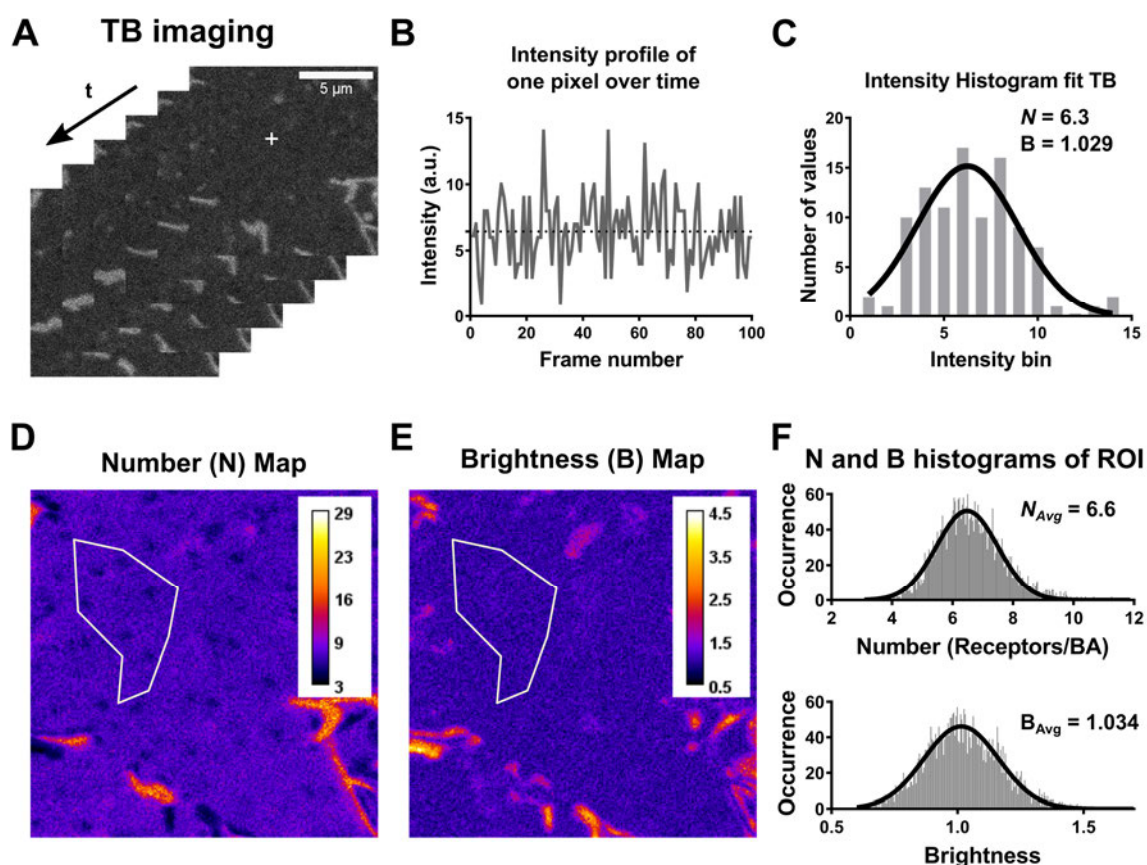 A
TB imaging
t
5 µm
B
Intensity profile of
one pixel over time
Intensity (a.u.)
15
10
5
0
0 20 40 60 80 100
Frame number
C
Intensity Histogram fit TB
N = 6.3
B = 1.029
Number of values
20
15
10
5
0
0 5 10 15
Intensity bin
D
Number (N) Map
29
23
16
9
3
E
Brightness (B) Map
4.5
3.5
2.5
1.5
0.5
F
N and B histograms of ROI
Occurrence
60
40
20
0
N_Avg = 6.6
2 4 6 8 10 12
Number (Receptors/BA)
Occurrence
60
40
20
0
B_Avg = 1.034
0.5 1.0 1.5
Brightness